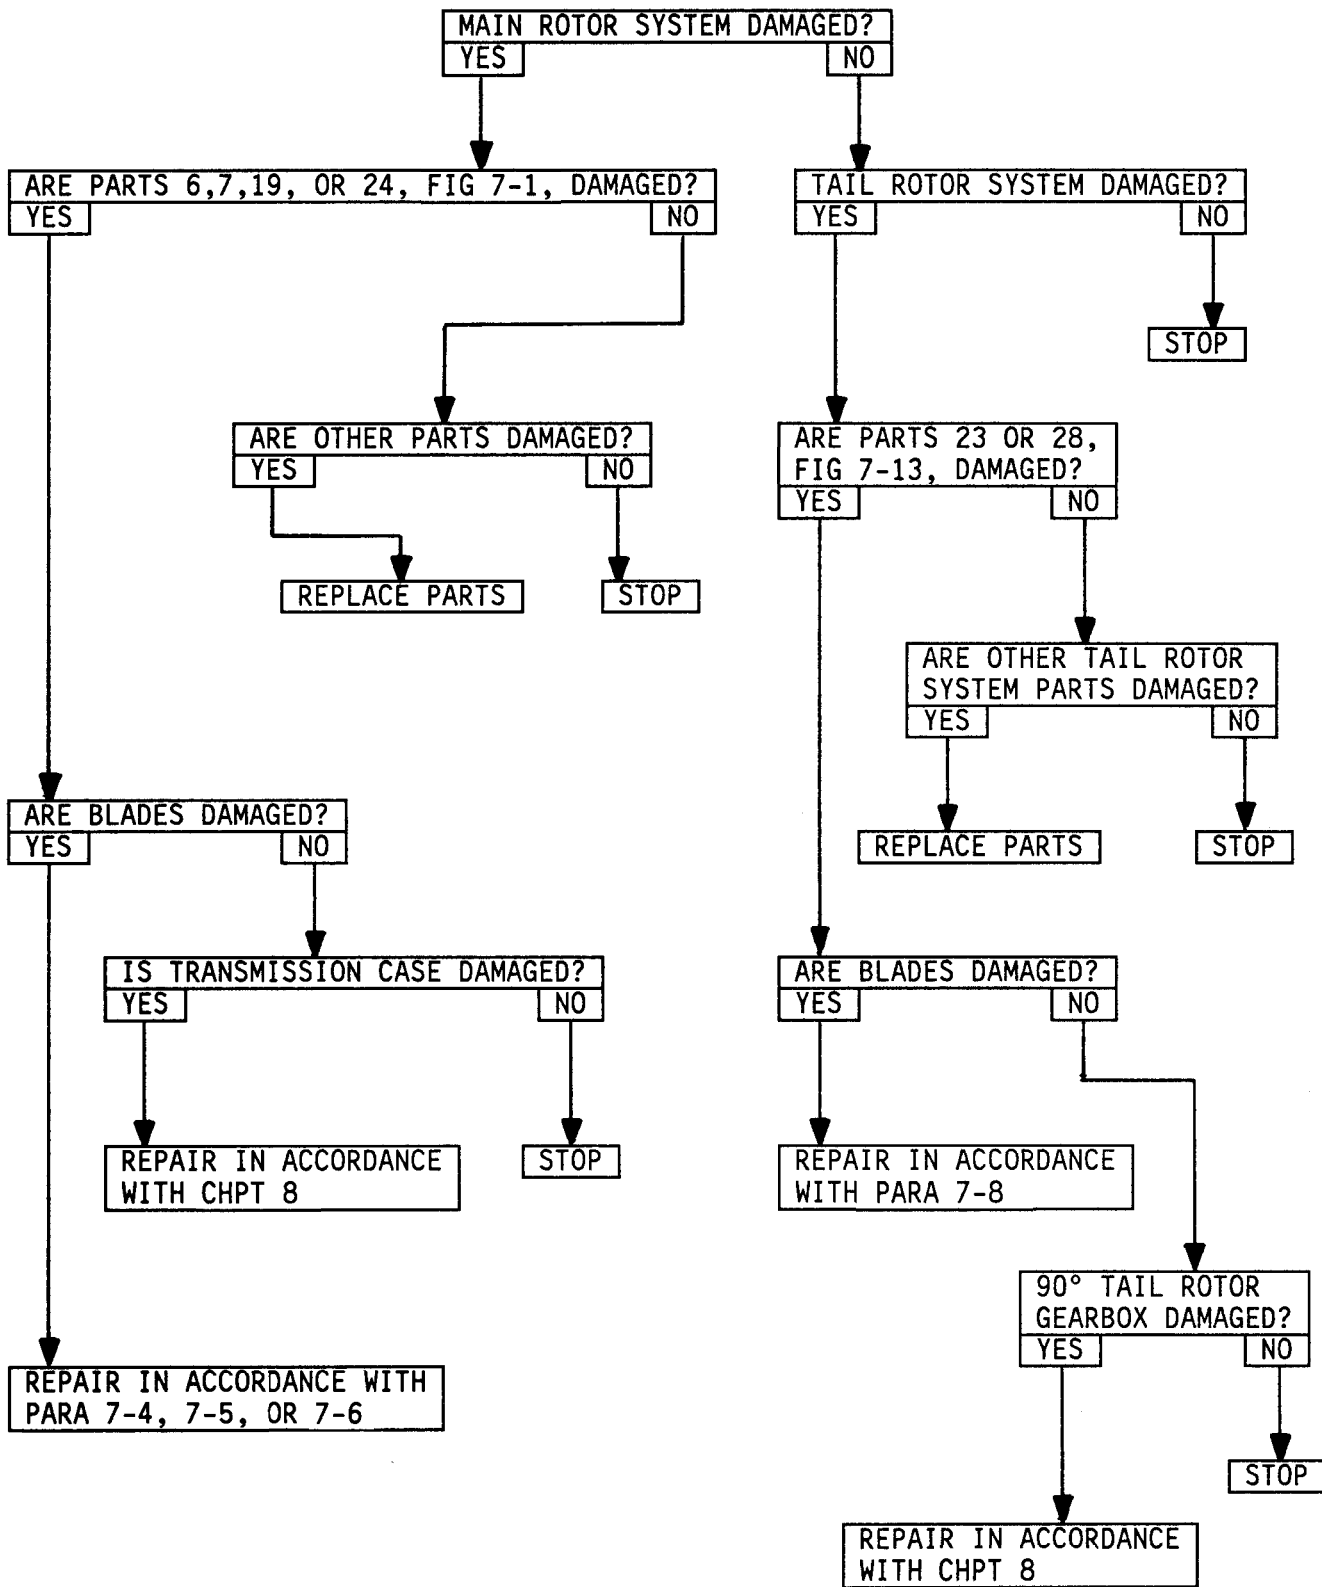 MAIN ROTOR SYSTEM DAMAGED?
YES
NO
ARE PARTS 6,7,19, OR 24, FIG 7-1, DAMAGED?
YES
NO
TAIL ROTOR SYSTEM DAMAGED?
YES
NO
STOP
ARE OTHER PARTS DAMAGED?
YES
NO
ARE PARTS 23 OR 28,
FIG 7-13, DAMAGED?
YES
NO
REPLACE PARTS
STOP
ARE OTHER TAIL ROTOR
SYSTEM PARTS DAMAGED?
YES
NO
ARE BLADES DAMAGED?
YES
NO
REPLACE PARTS
STOP
IS TRANSMISSION CASE DAMAGED?
YES
NO
ARE BLADES DAMAGED?
YES
NO
REPAIR IN ACCORDANCE
WITH CHPT 8
STOP
REPAIR IN ACCORDANCE
WITH PARA 7-8
90° TAIL ROTOR
GEARBOX DAMAGED?
YES
NO
REPAIR IN ACCORDANCE WITH
PARA 7-4, 7-5, OR 7-6
STOP
REPAIR IN ACCORDANCE
WITH CHPT 8